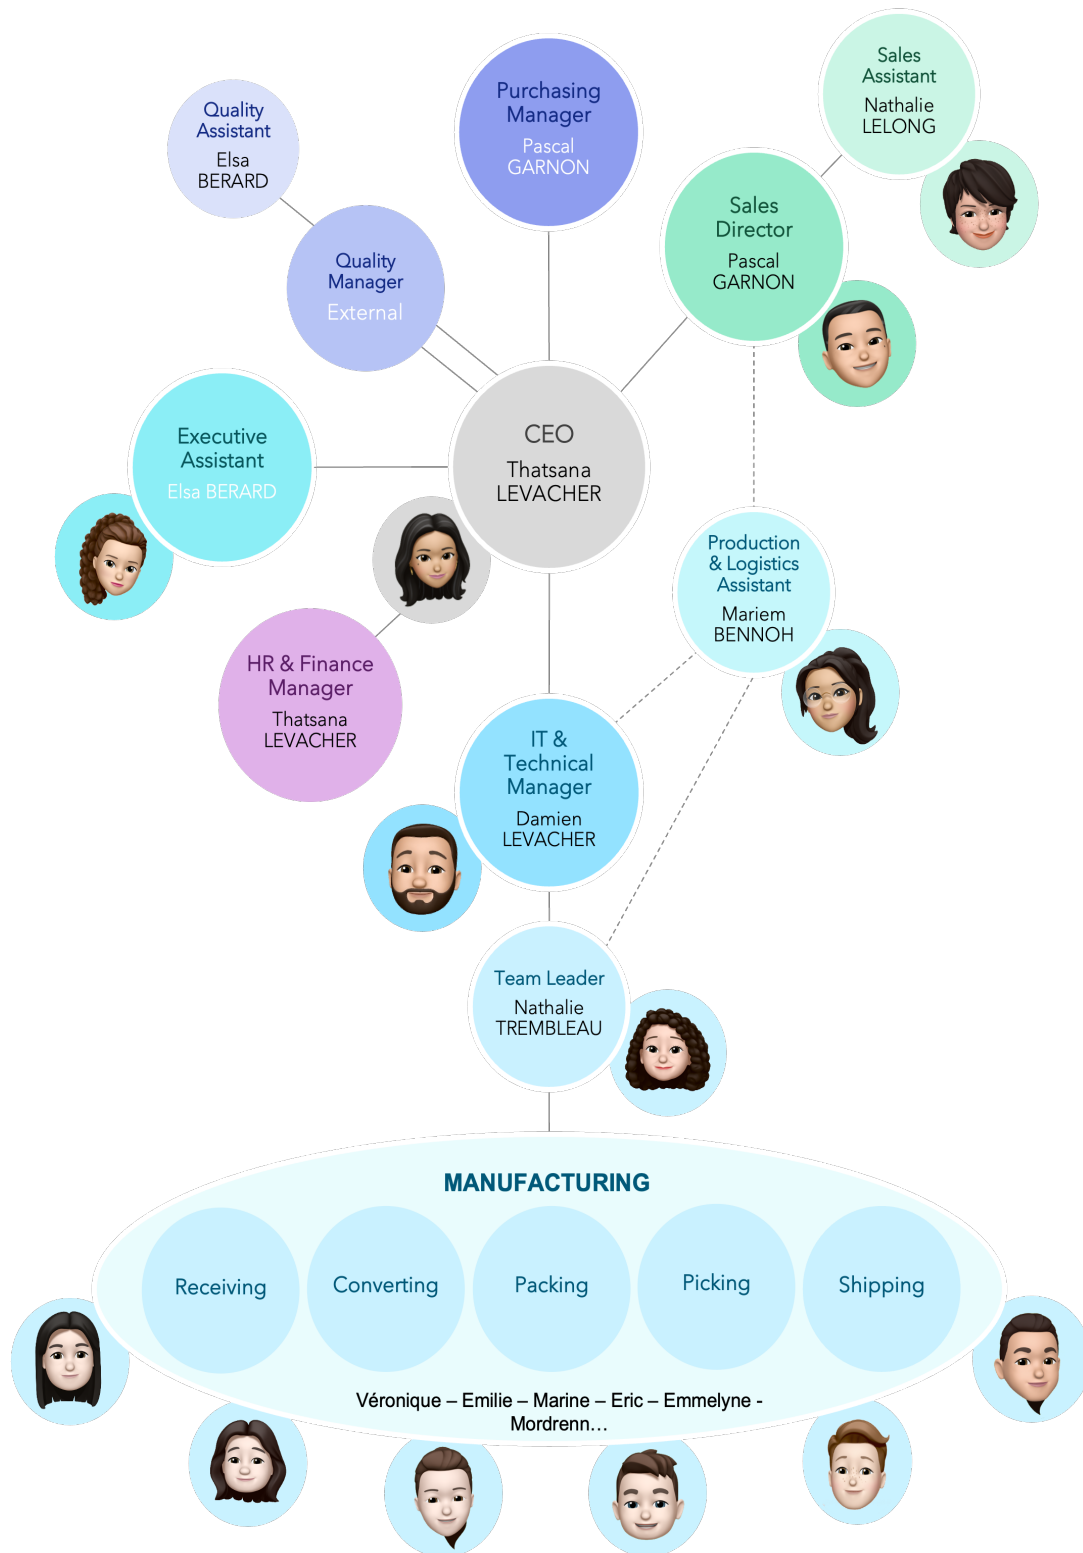 Sales
Assistant
Nathalie
LELONG
Purchasing
Manager
Pascal
GARNON
Quality
Assistant
Elsa
BERARD
Sales
Director
Pascal
GARNON
Quality
Manager
External
CEO
Thatsana
LEVACHER
Executive
Assistant
Elsa BERARD
Production
& Logistics
Assistant
Mariem
BENNOH
HR & Finance
Manager
Thatsana
LEVACHER
IT &
Technical
Manager
Damien
LEVACHER
Team Leader
Nathalie
TREMBLEAU
MANUFACTURING
Receiving
Converting
Packing
Picking
Shipping
Véronique – Emilie – Marine – Eric – Emmelyne -
Mordrenn…